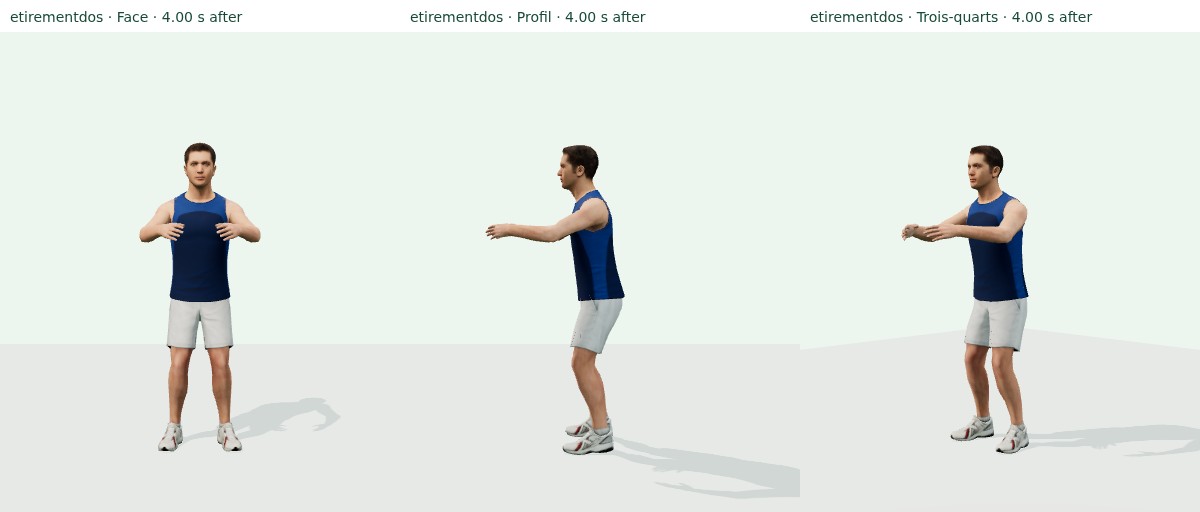 etirementdos · Face · 4.00 s after
etirementdos · Profil · 4.00 s after
etirementdos · Trois-quarts · 4.00 s after